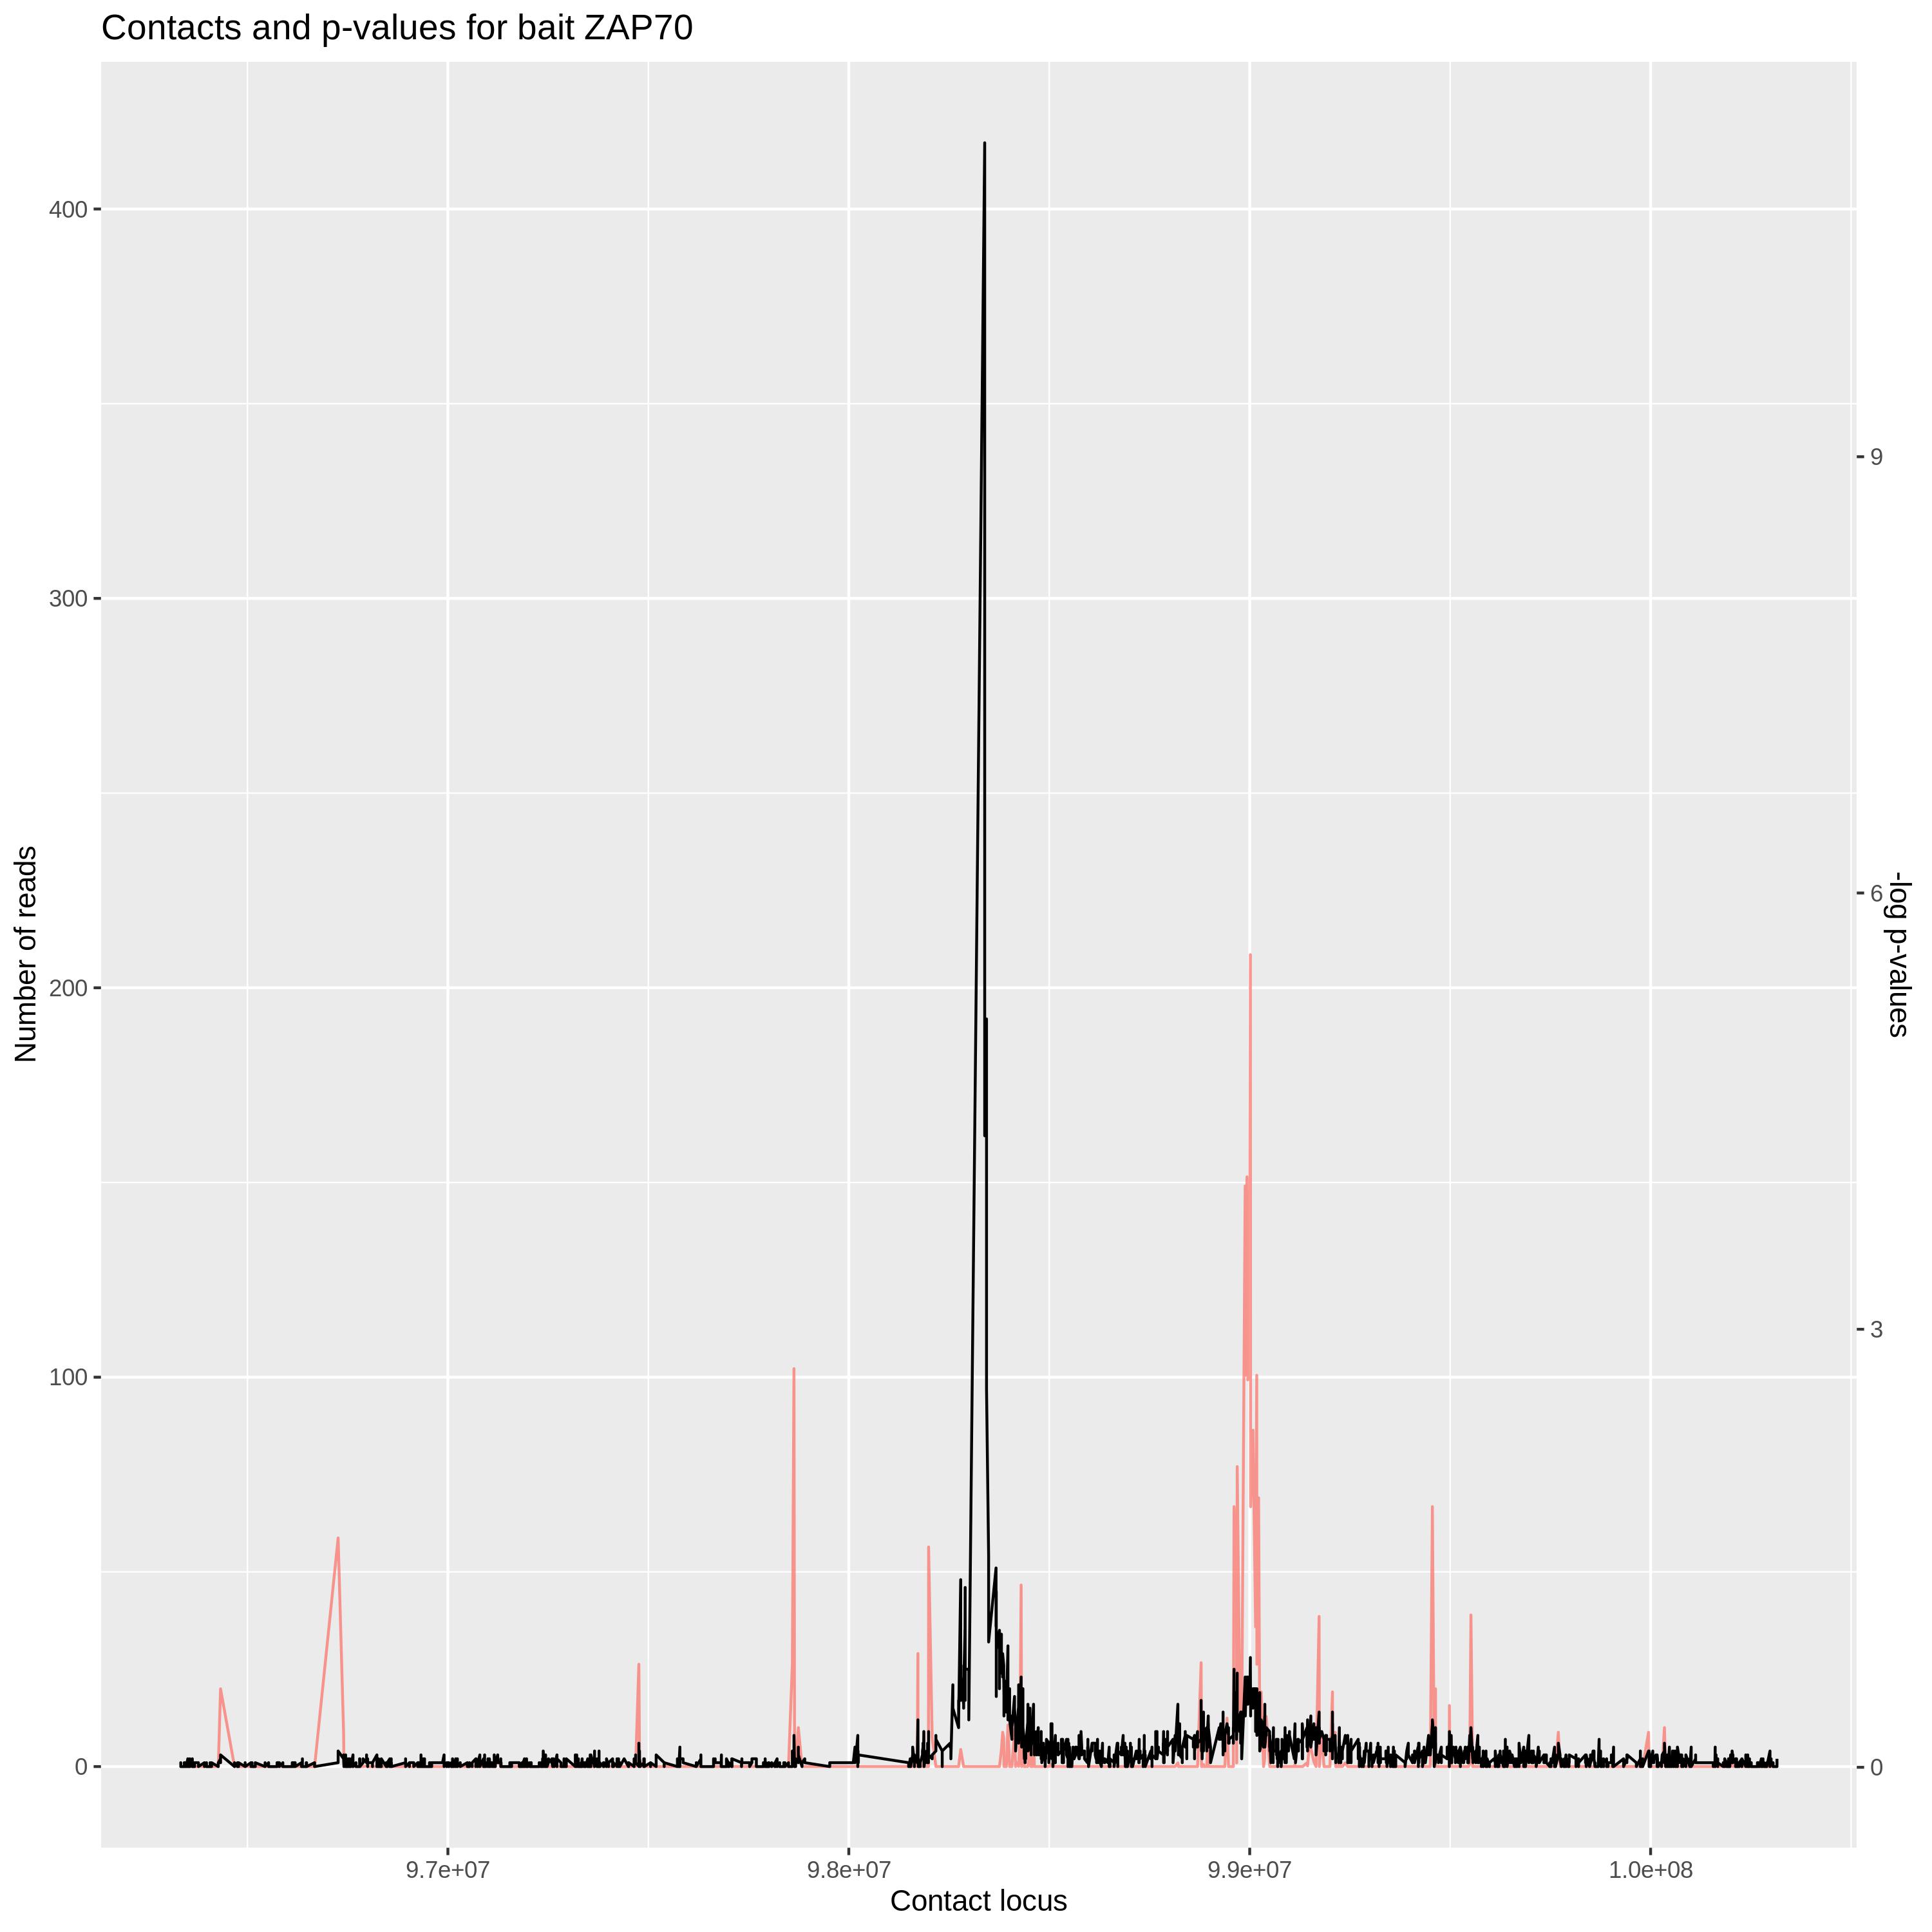 Contacts and p-values for bait ZAP70
400
300
200
100
0
Number of reads
9
6
3
0
-log p-values
9.7e+07
9.8e+07
9.9e+07
1.0e+08
Contact locus